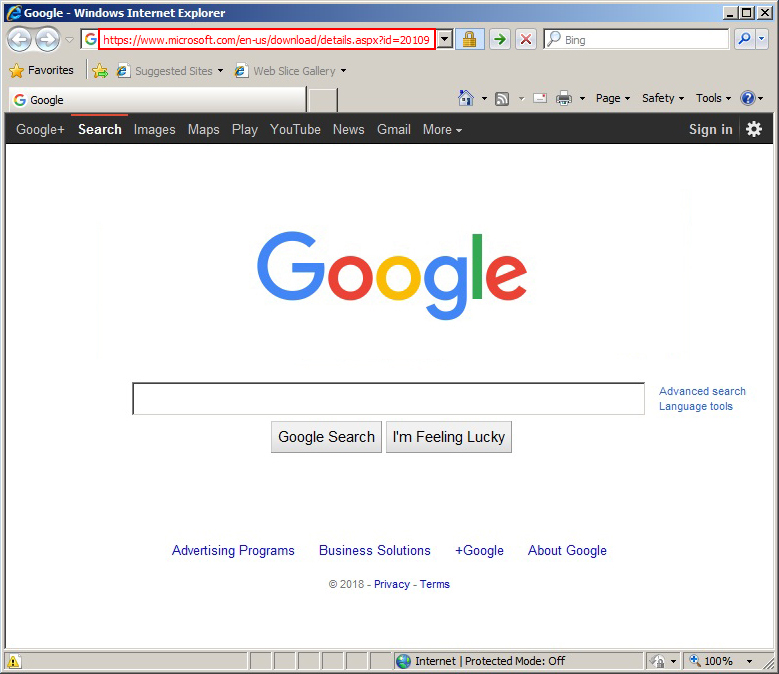 Google - Windows Internet Explorer
https://www.microsoft.com/en-us/download/details.aspx?id=20109
Bing
Favorites
Suggested Sites
Web Slice Gallery
Google
Page
Safety
Tools
Google+ Search Images Maps Play YouTube News Gmail More
Sign in
Google
Advanced search
Language tools
Google Search
I'm Feeling Lucky
Advertising Programs Business Solutions +Google About Google
© 2018 - Privacy - Terms
Internet | Protected Mode: Off
100%